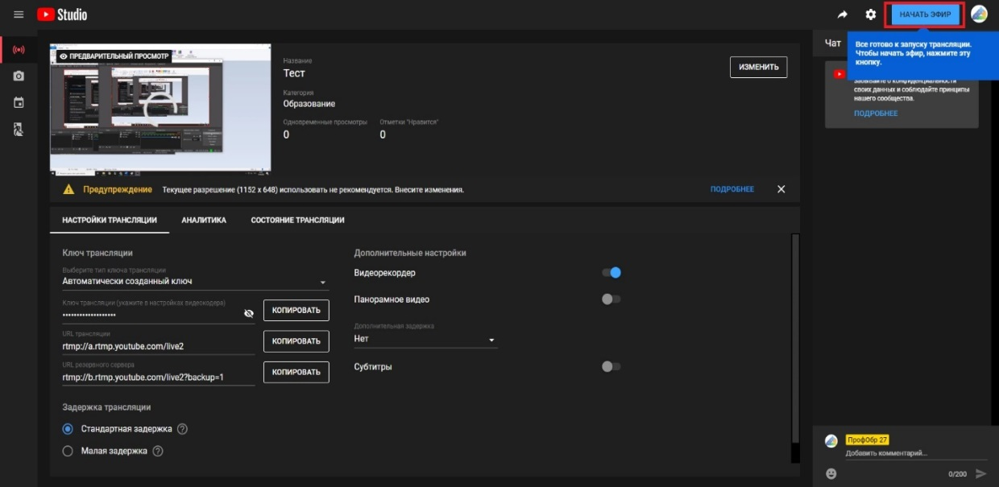 Studio
НАЧАТЬ ЭФИР
Чат
Все готово к запуску трансляции.
Чтобы начать эфир, нажмите эту
кнопку.
забывайте о конфиденциальности
своих данных и соблюдайте принципы
нашего сообщества.
ПОДРОБНЕЕ
ПРЕДВАРИТЕЛЬНЫЙ ПРОСМОТР
Название
Тест
ИЗМЕНИТЬ
Категория
Образование
Одновременные просмотры
Отметки "Нравится"
0
0
Предупреждение Текущее разрешение (1152 x 648) использовать не рекомендуется. Внесите изменения.
ПОДРОБНЕЕ
НАСТРОЙКИ ТРАНСЛЯЦИИ
АНАЛИТИКА
СОСТОЯНИЕ ТРАНСЛЯЦИИ
Ключ трансляции
Выберите тип ключа трансляции
Автоматически созданный ключ
Ключ трансляции (укажите в настройках видеокодера)
••••••••••••••••••
КОПИРОВАТЬ
URL трансляции
rtmp://a.rtmp.youtube.com/live2
КОПИРОВАТЬ
URL резервного сервера
rtmp://b.rtmp.youtube.com/live2?backup=1
КОПИРОВАТЬ
Задержка трансляции
Стандартная задержка
Малая задержка
Дополнительные настройки
Видеорекордер
Панорамное видео
Дополнительная задержка
Нет
Субтитры
ПрофОбр 27
Добавить комментарий...
0/200